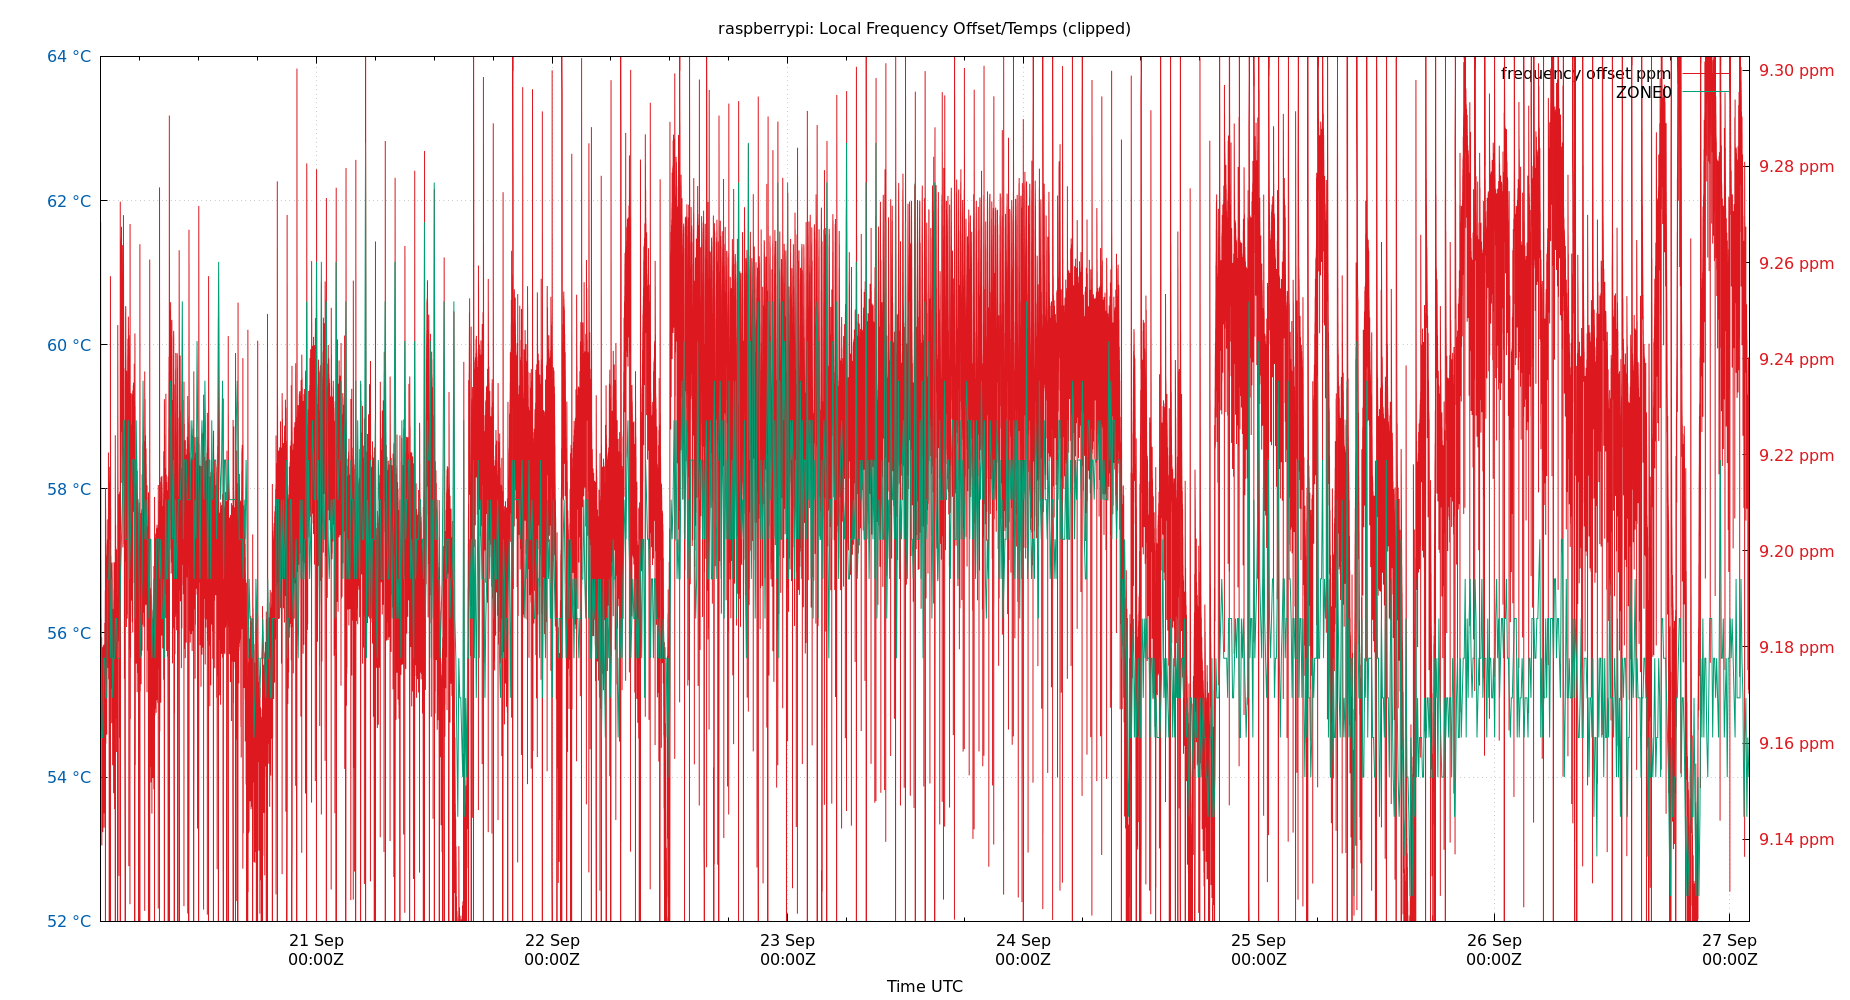 raspberrypi: Local Frequency Offset/Temps (clipped)
64 °C
62 °C
60 °C
58 °C
56 °C
54 °C
52 °C
frequency offset ppm
ZONE0
9.30 ppm
9.28 ppm
9.26 ppm
9.24 ppm
9.22 ppm
9.20 ppm
9.18 ppm
9.16 ppm
9.14 ppm
21 Sep
00:00Z
22 Sep
00:00Z
23 Sep
00:00Z
24 Sep
00:00Z
25 Sep
00:00Z
26 Sep
00:00Z
27 Sep
00:00Z
Time UTC